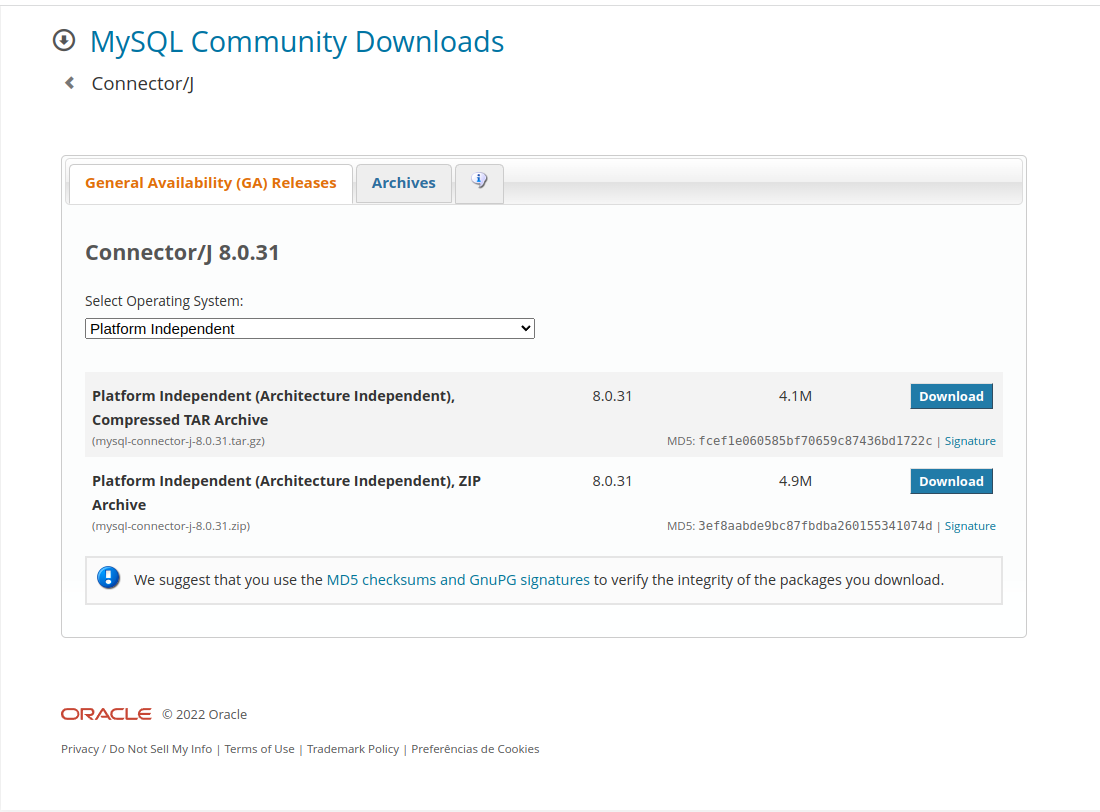 MySQL Community Downloads
Connector/J
General Availability (GA) Releases
Archives
Connector/J 8.0.31
Select Operating System:
Platform Independent
Platform Independent (Architecture Independent), 8.0.31 4.1M Download
Compressed TAR Archive
(mysql-connector-j-8.0.31.tar.gz) MD5: fcef1e060585bf70659c87436bd1722c | Signature
Platform Independent (Architecture Independent), ZIP 8.0.31 4.9M Download
Archive
(mysql-connector-j-8.0.31.zip) MD5: 3ef8aabde9bc87fbdba260155341074d | Signature
We suggest that you use the MD5 checksums and GnuPG signatures to verify the integrity of the packages you download.
ORACLE © 2022 Oracle
Privacy / Do Not Sell My Info | Terms of Use | Trademark Policy | Preferências de Cookies